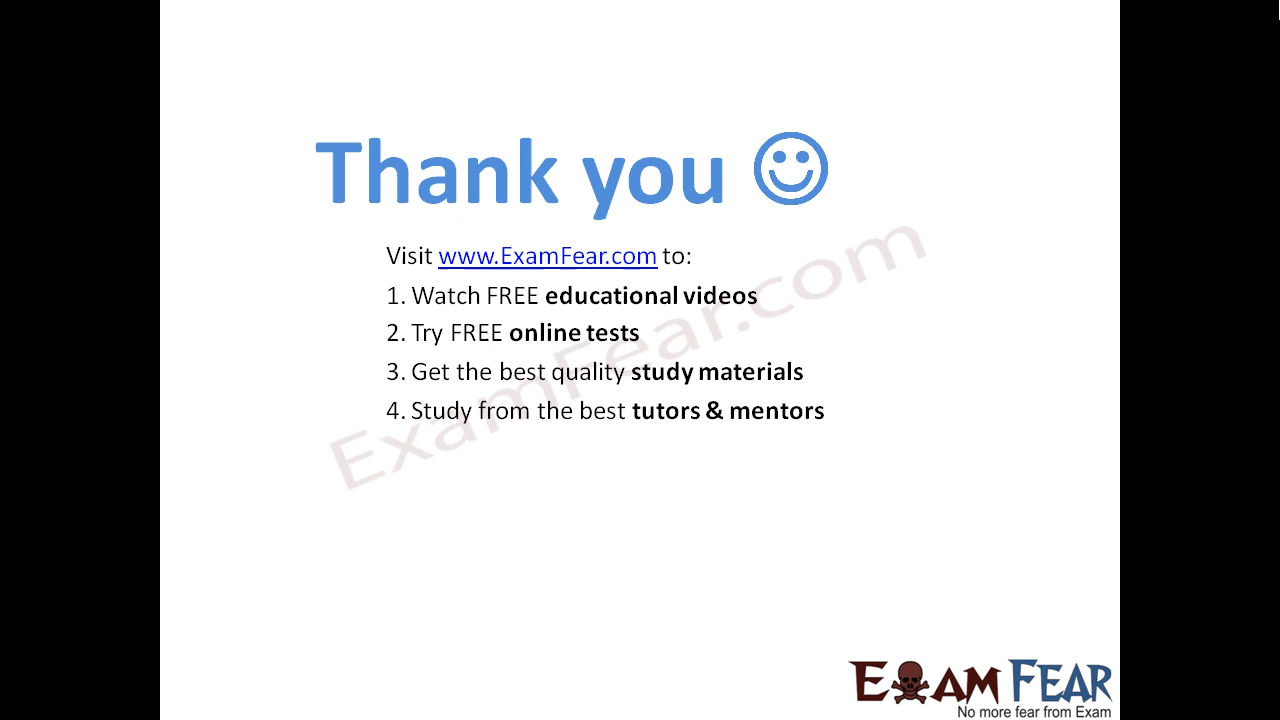 Thank you ☺
Visit www.ExamFear.com to:
1. Watch FREE educational videos
2. Try FREE online tests
3. Get the best quality study materials
4. Study from the best tutors & mentors
ExamFear.com
EXAM FEAR
No more fear from Exam